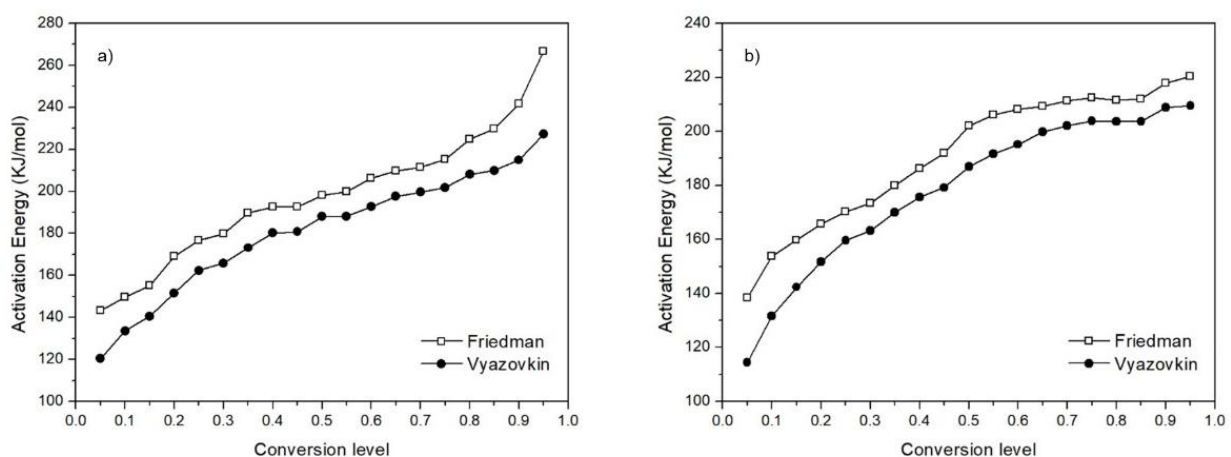 a)
Activation Energy (KJ/mol)
280
260
240
220
200
180
160
140
120
100
Friedman
Vyazovkin
0.0 0.1 0.2 0.3 0.4 0.5 0.6 0.7 0.8 0.9 1.0
Conversion level
b)
Activation Energy (KJ/mol)
240
220
200
180
160
140
120
100
Friedman
Vyazovkin
0.0 0.1 0.2 0.3 0.4 0.5 0.6 0.7 0.8 0.9 1.0
Conversion level